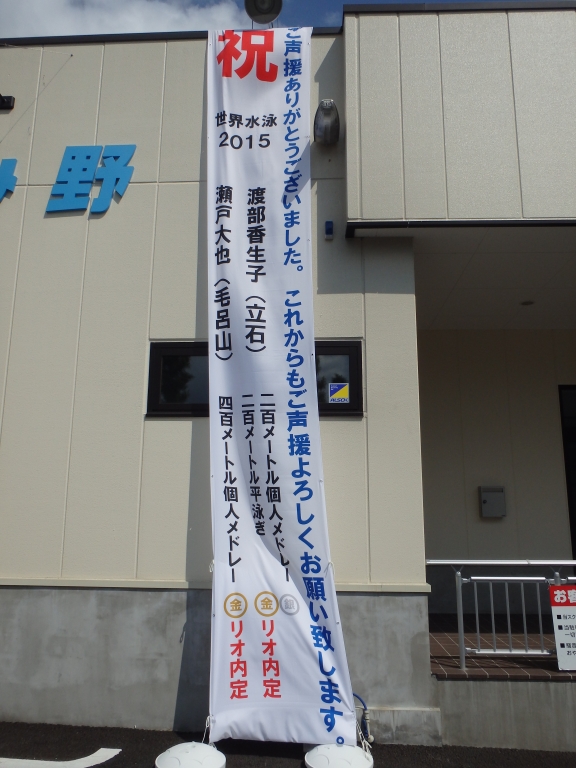 祝
ご声援ありがとうございました。 これからもご声援よろしくお願い致します。
世界水泳
2015
渡部香生子(立石) 二百メートル個人メドレー 銀
二百メートル平泳ぎ 金 リオ内定
瀬戸大也(毛呂山) 四百メートル個人メドレー 金 リオ内定
野
ALSOK
お客